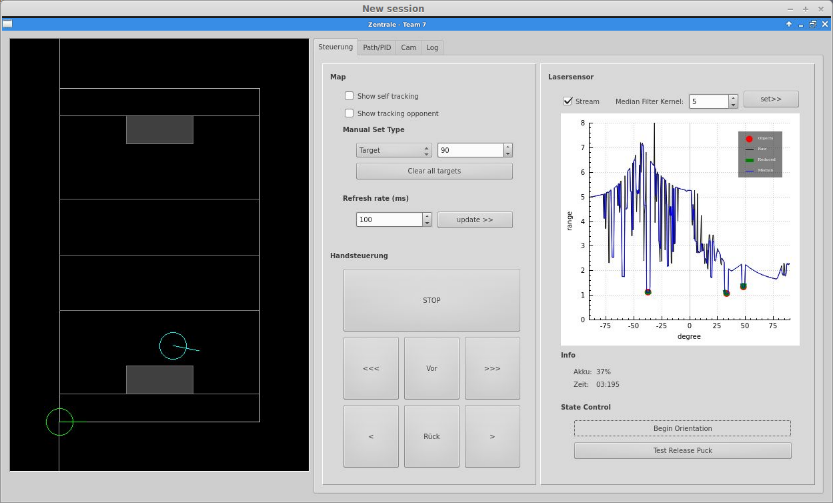 New session
Zentrale - Team 7
Steuerung Path/PID Cam Log
Map
Show self tracking
Show tracking opponent
Manual Set Type
Target 90
Clear all targets
Refresh rate (ms)
100 update >>
Handsteuerung
STOP
<<< Vor >>>
< Rück >
Lasersensor
Stream Median Filter Kernel: 5 set>>
Objects
Raw
Reduced
Median
8
7
6
5
4
3
2
1
0
range
-75 -50 -25 0 25 50 75
degree
Info
Akku: 37%
Zeit: 03:195
State Control
Begin Orientation
Test Release Puck